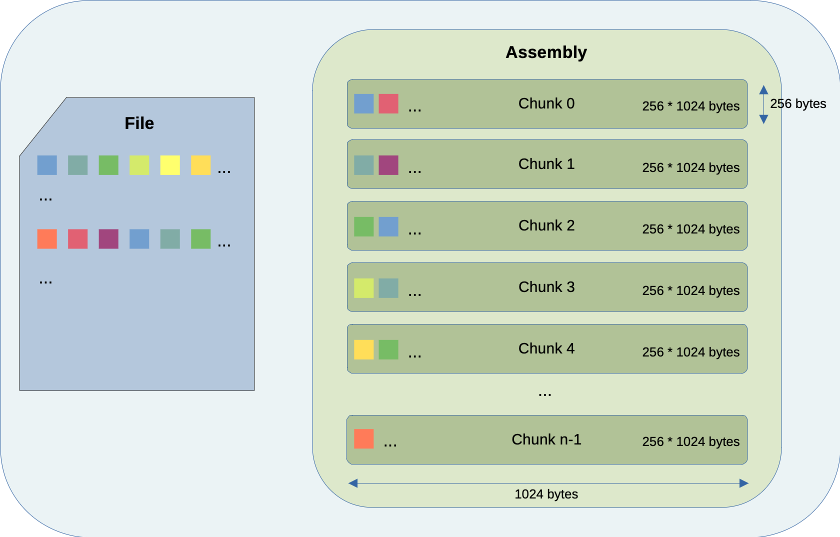 Assembly
File
...
...
...
...
... Chunk 0 256 * 1024 bytes
256 bytes
... Chunk 1 256 * 1024 bytes
... Chunk 2 256 * 1024 bytes
... Chunk 3 256 * 1024 bytes
... Chunk 4 256 * 1024 bytes
...
... Chunk n-1 256 * 1024 bytes
1024 bytes